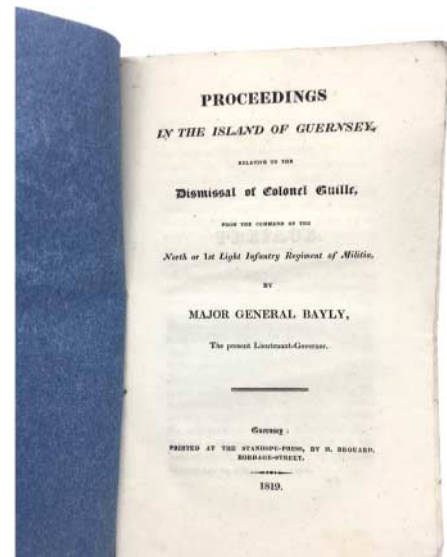 PROCEEDINGS
IN THE ISLAND OF GUERNSEY,
RELATIVE TO THE
Dismissal of Colonel Guille,
FROM THE COMMAND OF THE
North or 1st Light Infantry Regiment of Militia,
BY
MAJOR GENERAL BAYLY,
The present Lieutenant-Governor.
Guernsey:
PRINTED AT THE STANHOPE-PRESS, BY H. BROUARD,
BORDAGE-STREET.
1819.